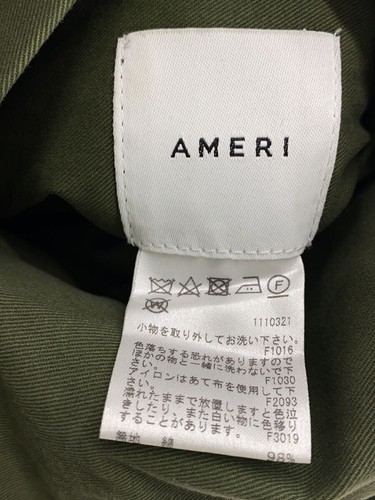 AMERI
F
W
1110321
小物を取り外してお洗い下さい。
F1016
色落ちする恐れがありますので
ほかの物と一緒に洗わないで下
さい。
F1030
アイロンはあて布を使用して下
さい。
F2093
濡れたままで放置しますと色泣
きしたり、また白い物に色移り
することがあります。
F3019
98%